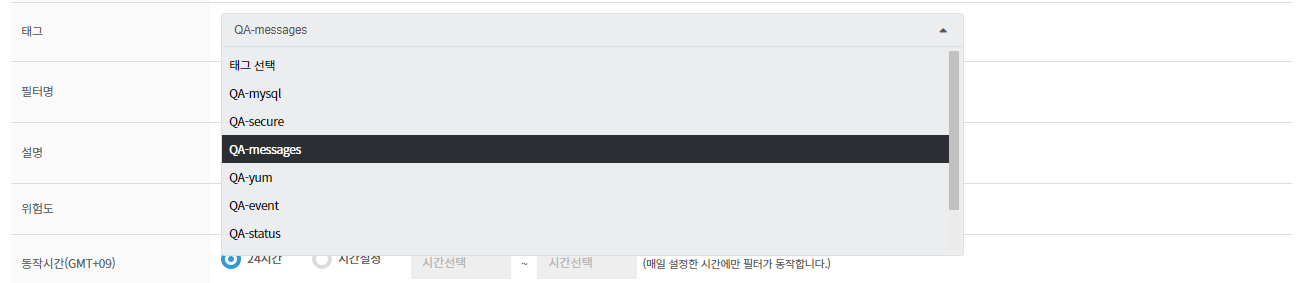 태그
QA-messages
태그 선택
QA-mysql
필터명
QA-secure
설명
QA-messages
QA-yum
위험도
QA-event
QA-status
동작시간(GMT+09)
24시간 시간설정 시간선택 ~ 시간선택 (매일 설정한 시간에만 필터가 동작합니다.)